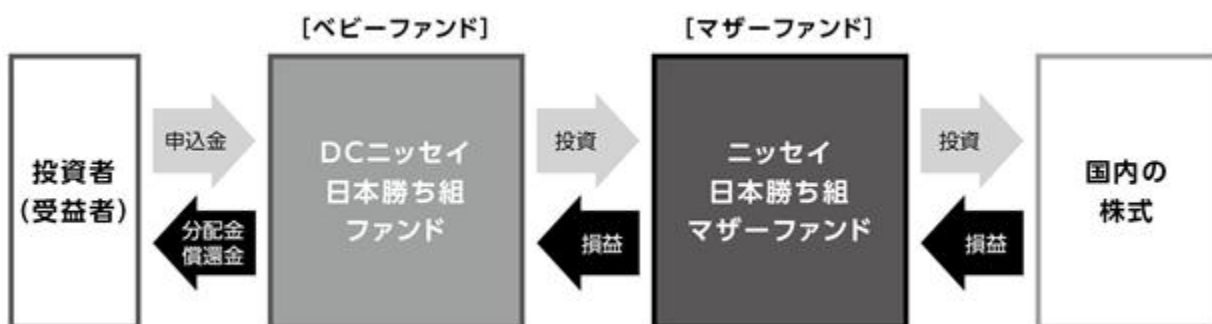 [ベビーファンド]
[マザーファンド]
投資者
(受益者)
申込金
分配金
償還金
DCニッセイ
日本勝ち組
ファンド
投資
損益
ニッセイ
日本勝ち組
マザーファンド
投資
損益
国内の
株式